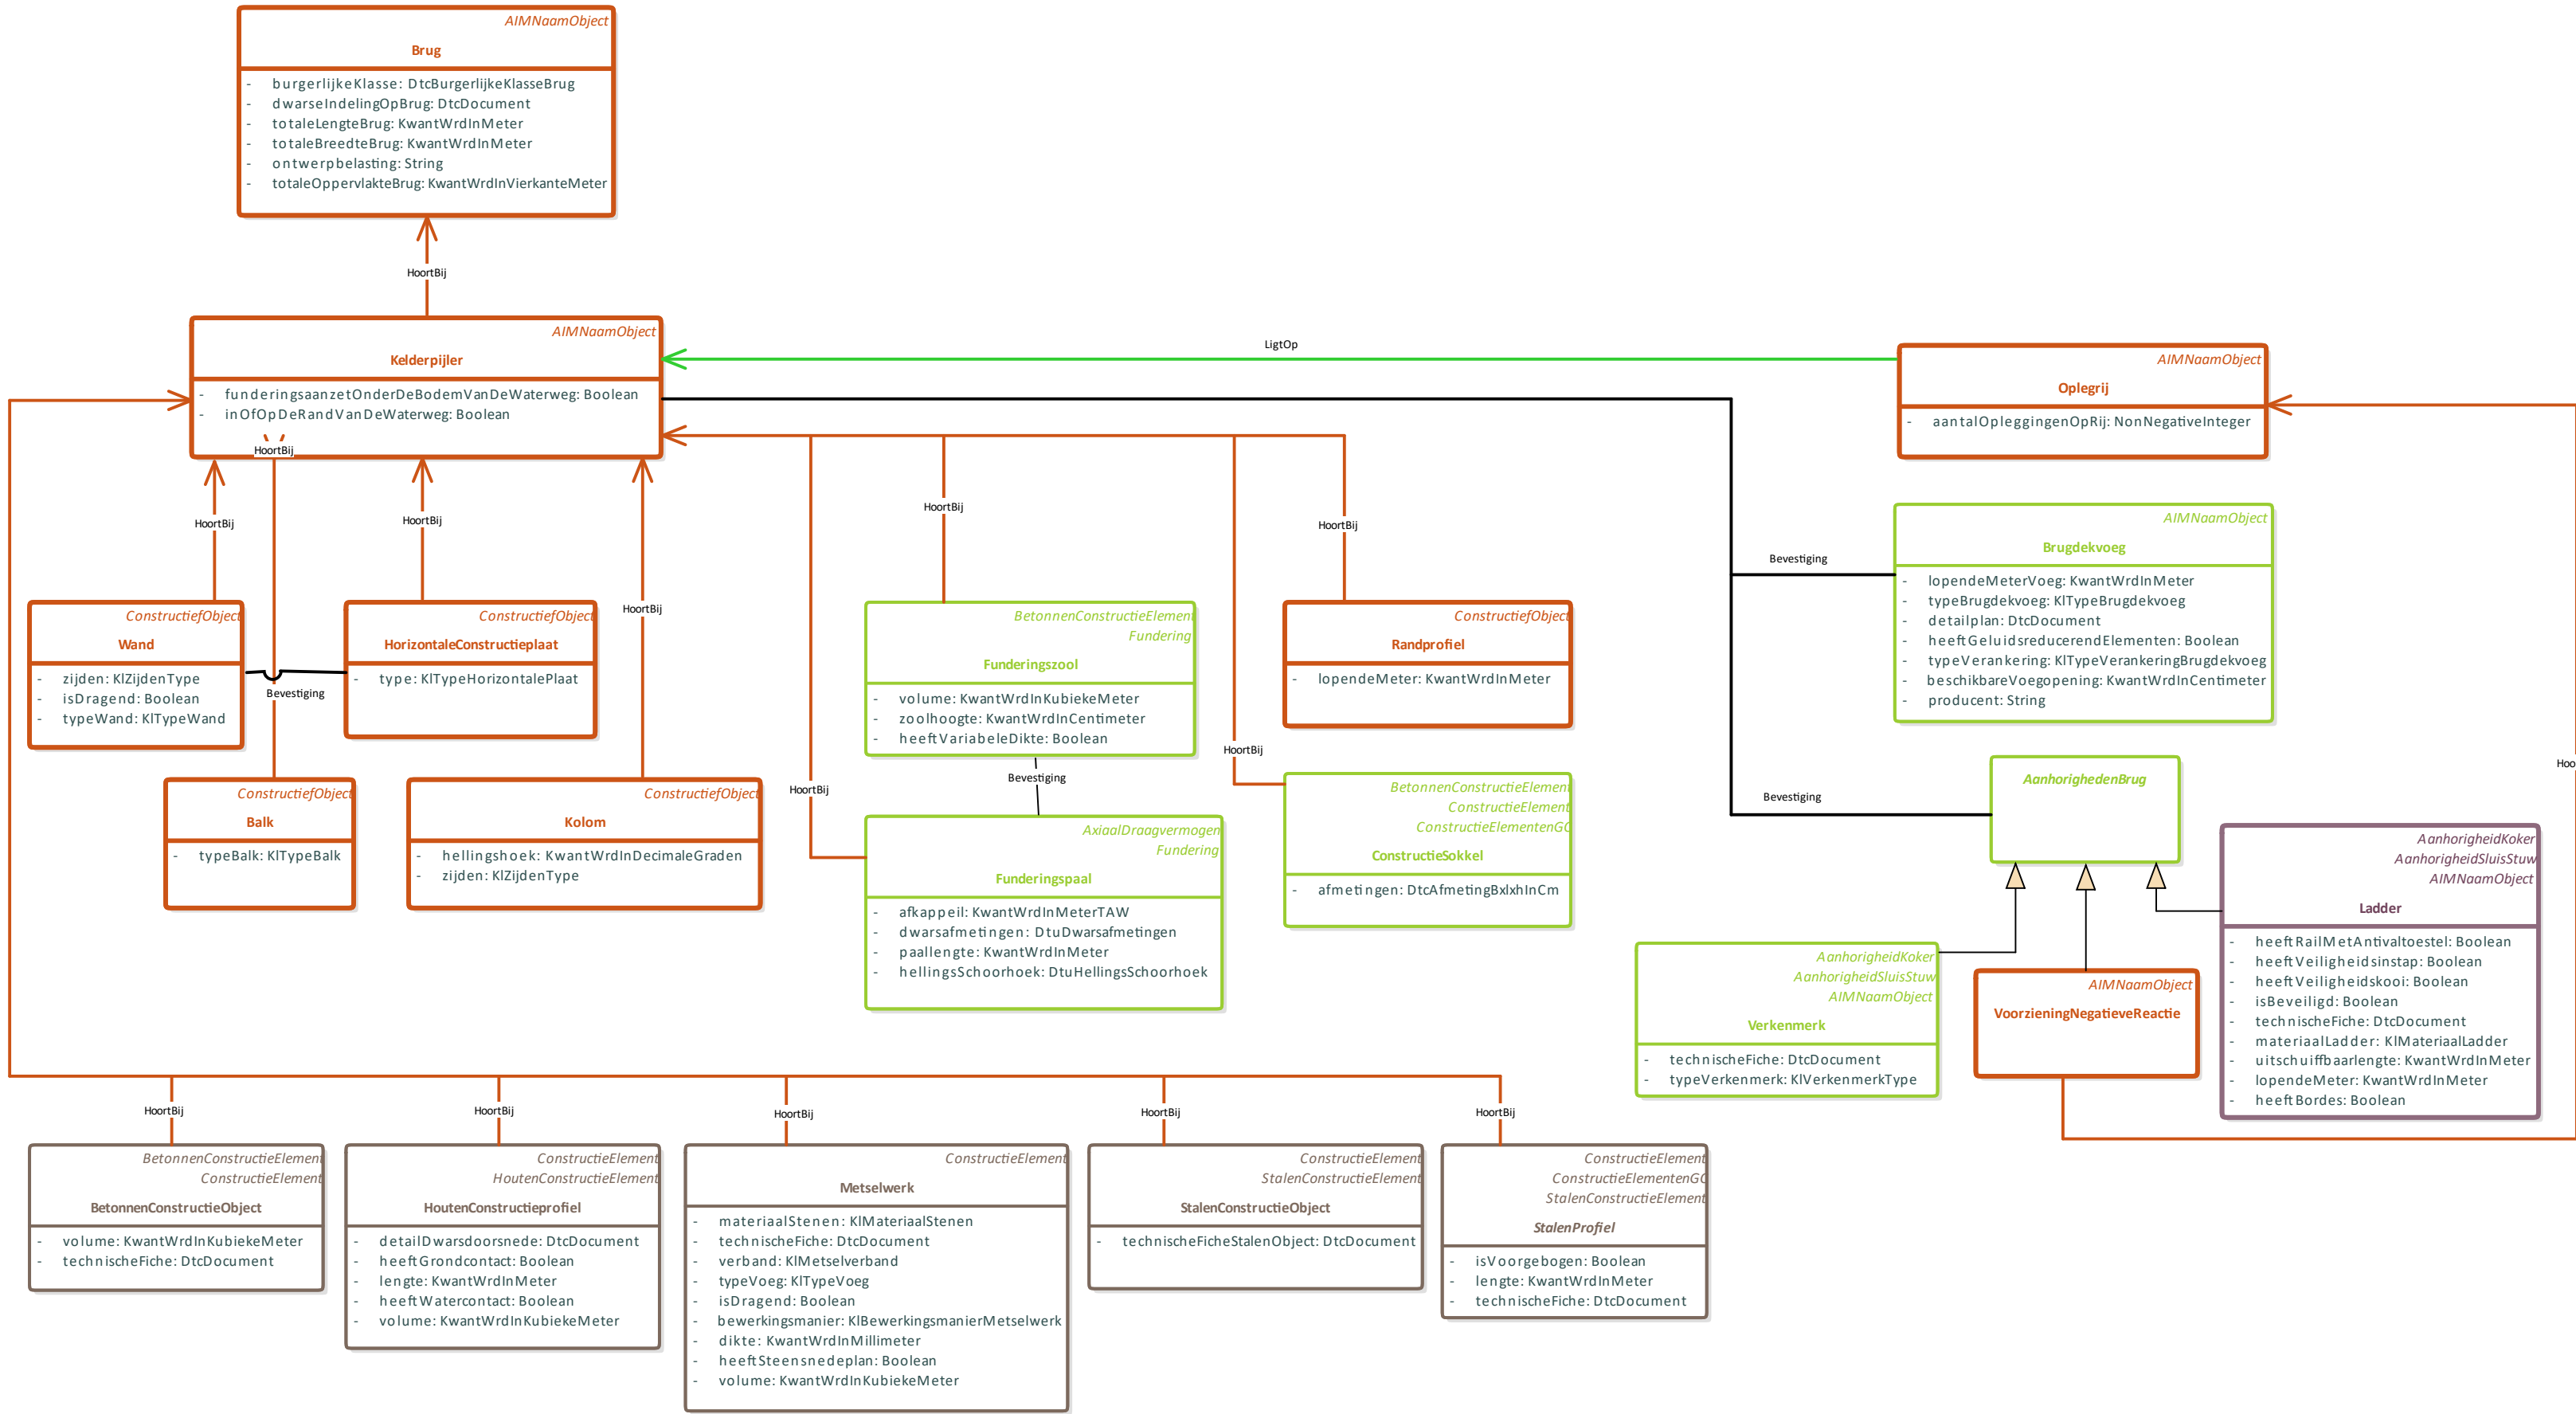 AIMNaamObject
Brug
- burgerlijkeKlasse: DtcBurgerlijkeKlasseBrug
- dwarseIndelingOpBrug: DtcDocument
- totaleLengteBrug: KwantWrdInMeter
- totaleBreedteBrug: KwantWrdInMeter
- ontwerpbelasting: String
- totaleOppervlakteBrug: KwantWrdInVierkanteMeter
HoortBij
AIMNaamObject
Kelderpijler
- funderingsaanzetOnderDeBodemVanDeWaterweg: Boolean
- inOfOpDeRandVanDeWaterweg: Boolean
HoortBij
LigtOp
AIMNaamObject
Oplegrij
- aantalOpleggingenOpRij: NonNegativeInteger
HoortBij
HoortBij
HoortBij
HoortBij
HoortBij
Bevestiging
AIMNaamObject
Brugdekvoeg
- lopendeMeterVoeg: KwantWrdInMeter
- typeBrugdekvoeg: KlTypeBrugdekvoeg
- detailplan: DtcDocument
- heeftGeluidsreducerendElementen: Boolean
- typeVerankering: KlTypeVerankeringBrugdekvoeg
- beschikbareVoegopening: KwantWrdInCentimeter
- producent: String
ConstructiefObject
Wand
- zijden: KlZijdenType
- isDragend: Boolean
- typeWand: KlTypeWand
Bevestiging
ConstructiefObject
HorizontaleConstructieplaat
- type: KlTypeHorizontalePlaat
BetonnenConstructieElement
Fundering
Funderingszool
- volume: KwantWrdInKubiekeMeter
- zoolhoogte: KwantWrdInCentimeter
- heeftVariabeleDikte: Boolean
ConstructiefObject
Randprofiel
- lopendeMeter: KwantWrdInMeter
HoortBij
Bevestiging
HoortBij
Bevestiging
Hoo
ConstructiefObject
Balk
- typeBalk: KlTypeBalk
ConstructiefObject
Kolom
- hellingshoek: KwantWrdInDecimaleGraden
- zijden: KlZijdenType
AxiaalDraagvermogen
Fundering
Funderingspaal
- afkappeil: KwantWrdInMeterTAW
- dwarsafmetingen: DtuDwarsafmetingen
- paallengte: KwantWrdInMeter
- hellingsSchoorhoek: DtuHellingsSchoorhoek
BetonnenConstructieElement
ConstructieElement
ConstructieElementenGC
ConstructieSokkel
- afmetingen: DtcAfmetingBxlxhInCm
AanhorighedenBrug
AanhorigheidKoker
AanhorigheidSluisStuw
AIMNaamObject
Verkenmerk
- technischeFiche: DtcDocument
- typeVerkenmerk: KlVerkenmerkType
AIMNaamObject
VoorzieningNegatieveReactie
AanhorigheidKoker
AanhorigheidSluisStuw
AIMNaamObject
Ladder
- heeftRailMetAntivaltoestel: Boolean
- heeftVeiligheidsinstap: Boolean
- heeftVeiligheidskooi: Boolean
- isBeveiligd: Boolean
- technischeFiche: DtcDocument
- materiaalLadder: KlMateriaalLadder
- uitschuiffbaarlengte: KwantWrdInMeter
- lopendeMeter: KwantWrdInMeter
- heeftBordes: Boolean
HoortBij
HoortBij
HoortBij
HoortBij
HoortBij
BetonnenConstructieElement
ConstructieElement
BetonnenConstructieObject
- volume: KwantWrdInKubiekeMeter
- technischeFiche: DtcDocument
ConstructieElement
HoutenConstructieElement
HoutenConstructieprofiel
- detailDwarsdoorsnede: DtcDocument
- heeftGrondcontact: Boolean
- lengte: KwantWrdInMeter
- heeftWatercontact: Boolean
- volume: KwantWrdInKubiekeMeter
ConstructieElement
Metselwerk
- materiaalStenen: KlMateriaalStenen
- technischeFiche: DtcDocument
- verband: KlMetselverband
- typeVoeg: KlTypeVoeg
- isDragend: Boolean
- bewerkingsmanier: KlBewerkingsmanierMetselwerk
- dikte: KwantWrdInMillimeter
- heeftSteensnedeplan: Boolean
- volume: KwantWrdInKubiekeMeter
ConstructieElement
StalenConstructieElement
StalenConstructieObject
- technischeFicheStalenObject: DtcDocument
ConstructieElement
ConstructieElementenGC
StalenConstructieElement
StalenProfiel
- isVoorgebogen: Boolean
- lengte: KwantWrdInMeter
- technischeFiche: DtcDocument